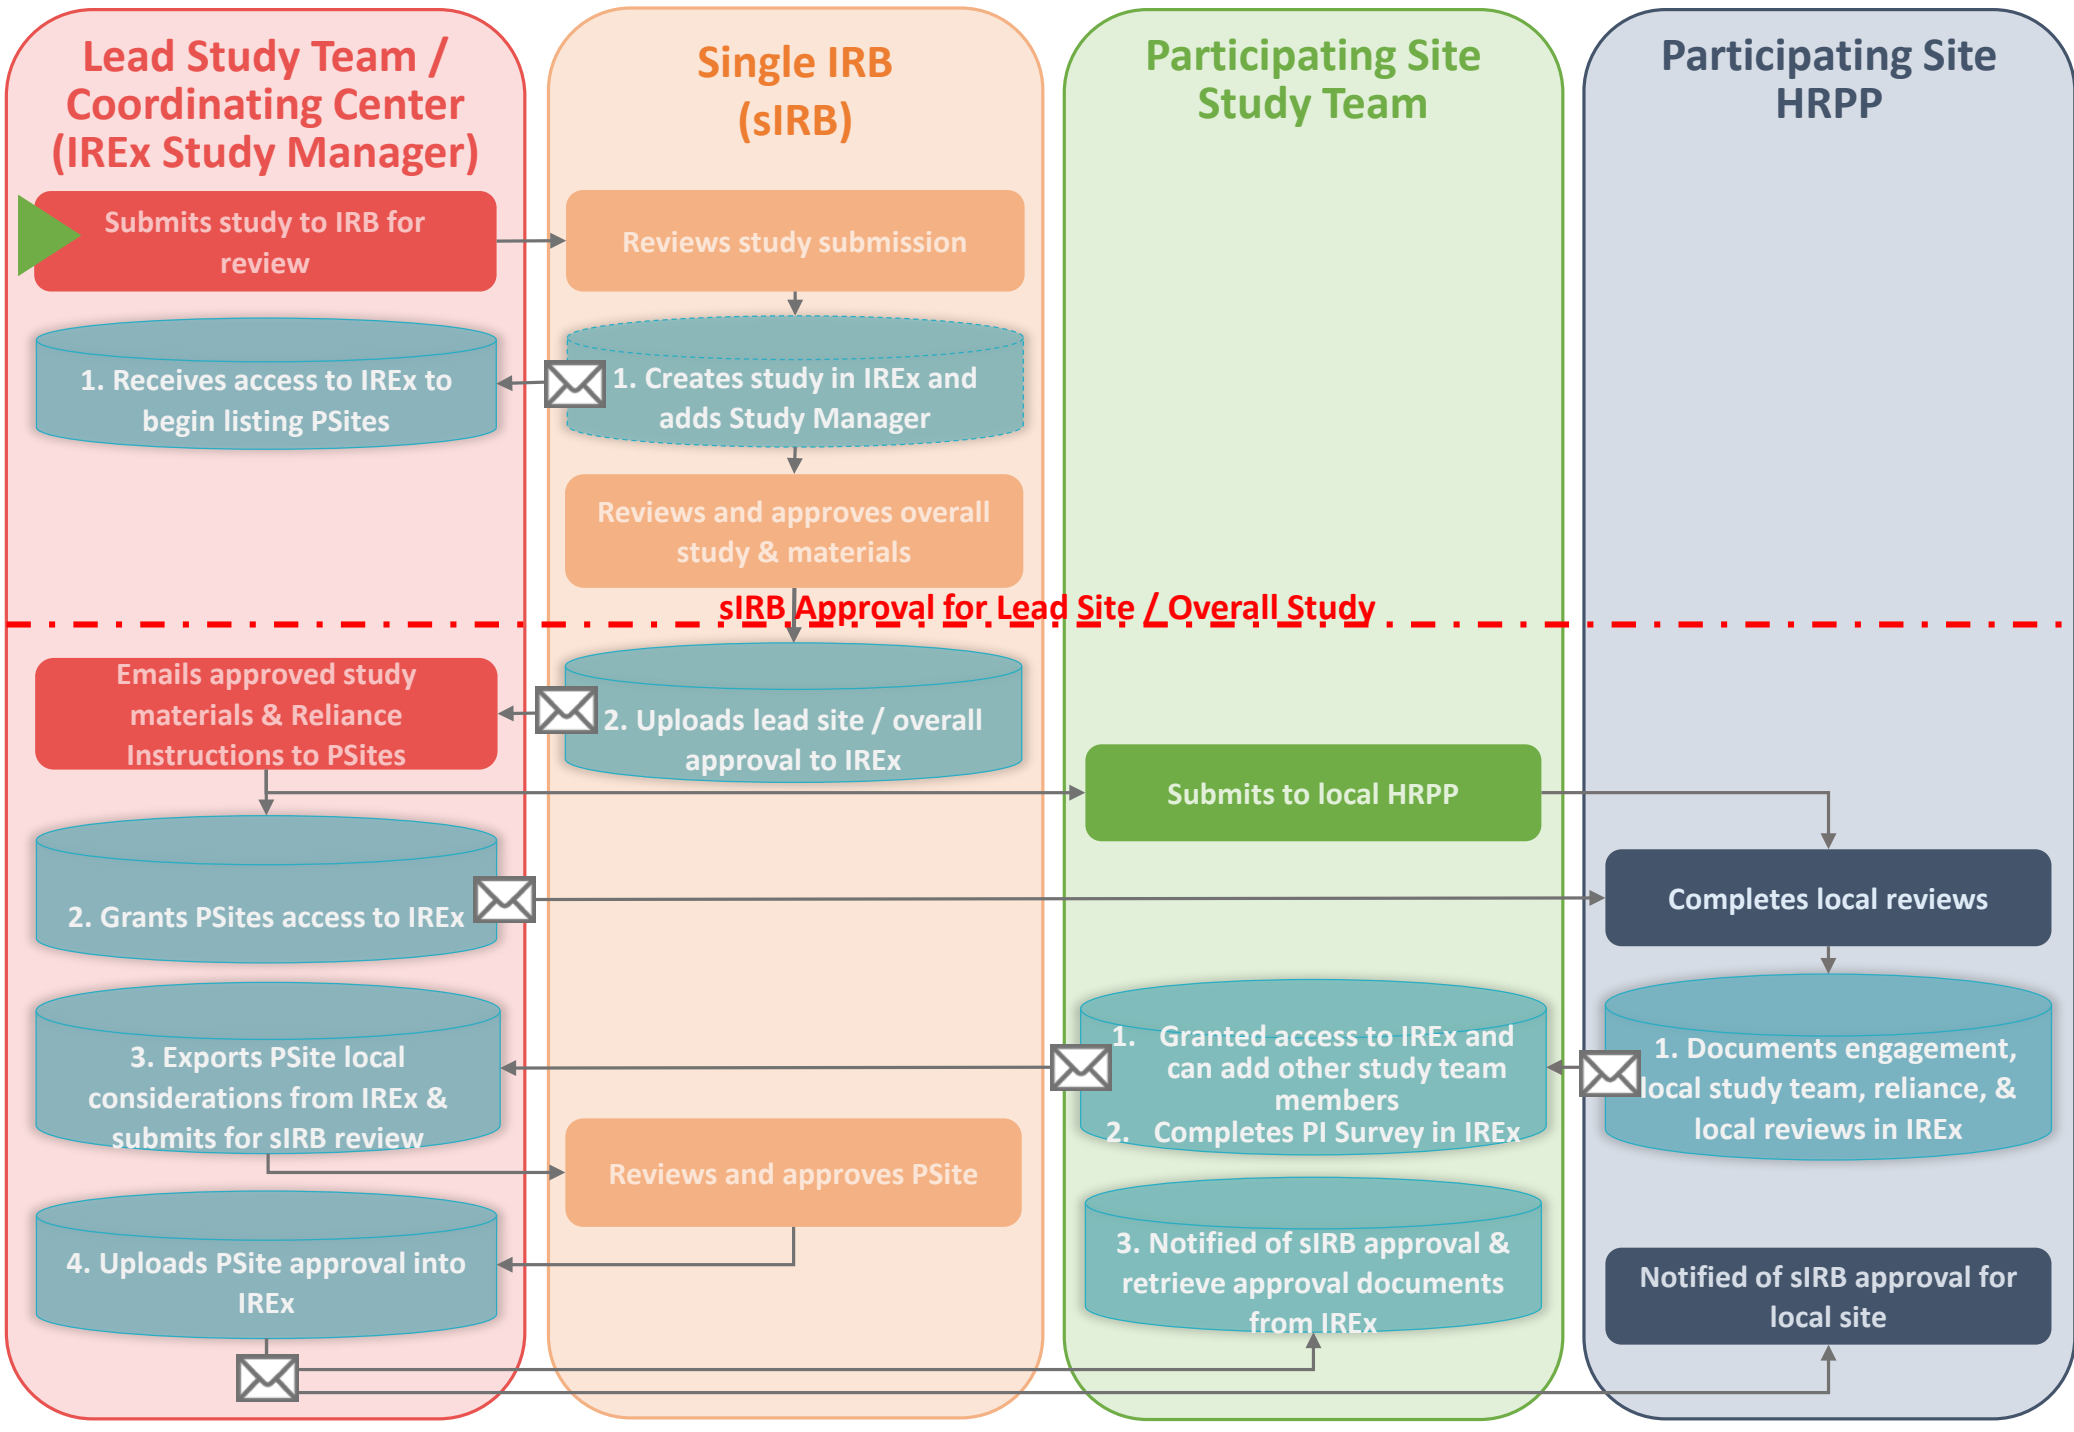 Lead Study Team /
Coordinating Center
(IREx Study Manager)
Submits study to IRB for
review
1. Receives access to IREx to
begin listing PSites
Emails approved study
materials & Reliance
Instructions to PSites
2. Grants PSites access to IREx
3. Exports PSite local
considerations from IREx &
submits for sIRB review
4. Uploads PSite approval into
IREx
Single IRB
(sIRB)
Reviews study submission
1. Creates study in IREx and
adds Study Manager
Reviews and approves overall
study & materials
sIRB Approval for Lead Site / Overall Study
2. Uploads lead site / overall
approval to IREx
Reviews and approves PSite
Participating Site
Study Team
Submits to local HRPP
1. Granted access to IREx and
can add other study team
members
2. Completes PI Survey in IREx
3. Notified of sIRB approval &
retrieve approval documents
from IREx
Participating Site
HRPP
Completes local reviews
1. Documents engagement,
local study team, reliance, &
local reviews in IREx
Notified of sIRB approval for
local site